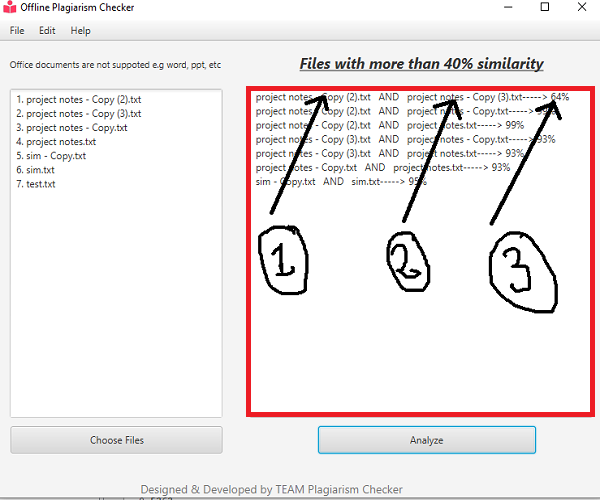 Offline Plagiarism Checker
File Edit Help
Office documents are not suppoted e.g word, ppt, etc
Files with more than 40% similarity
1. project notes - Copy (2).txt
2. project notes - Copy (3).txt
3. project notes - Copy.txt
4. project notes.txt
5. sim - Copy.txt
6. sim.txt
7. test.txt
project notes - Copy (2).txt AND project notes - Copy (3).txt-----> 64%
project notes - Copy (2).txt AND project notes - Copy.txt----->
project notes - Copy (2).txt AND project notes.txt-----> 99%
project notes - Copy (3).txt AND project notes - Copy.txt-----> 93%
project notes - Copy (3).txt AND project notes.txt-----> 93%
project notes - Copy.txt AND project notes.txt-----> 93%
sim - Copy.txt AND sim.txt-----> 95%
1 2 3
Choose Files
Analyze
Designed & Developed by TEAM Plagiarism Checker